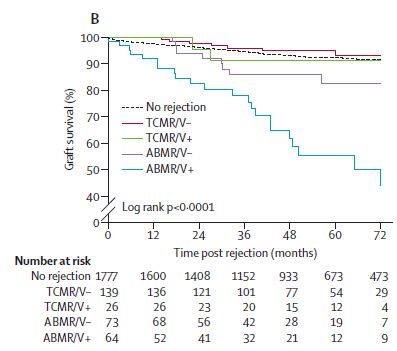 B
100
90
80
70
60
50
40
0
Graft survival (%)
No rejection
TCMR/V–
TCMR/V+
ABMR/V–
ABMR/V+
Log rank p<0·0001
0 12 24 36 48 60 72
Time post rejection (months)
Number at risk
No rejection 1777 1600 1408 1152 933 673 473
TCMR/V– 139 136 121 101 77 54 29
TCMR/V+ 26 26 23 20 15 12 4
ABMR/V– 73 68 56 42 28 19 7
ABMR/V+ 64 52 41 32 21 12 9